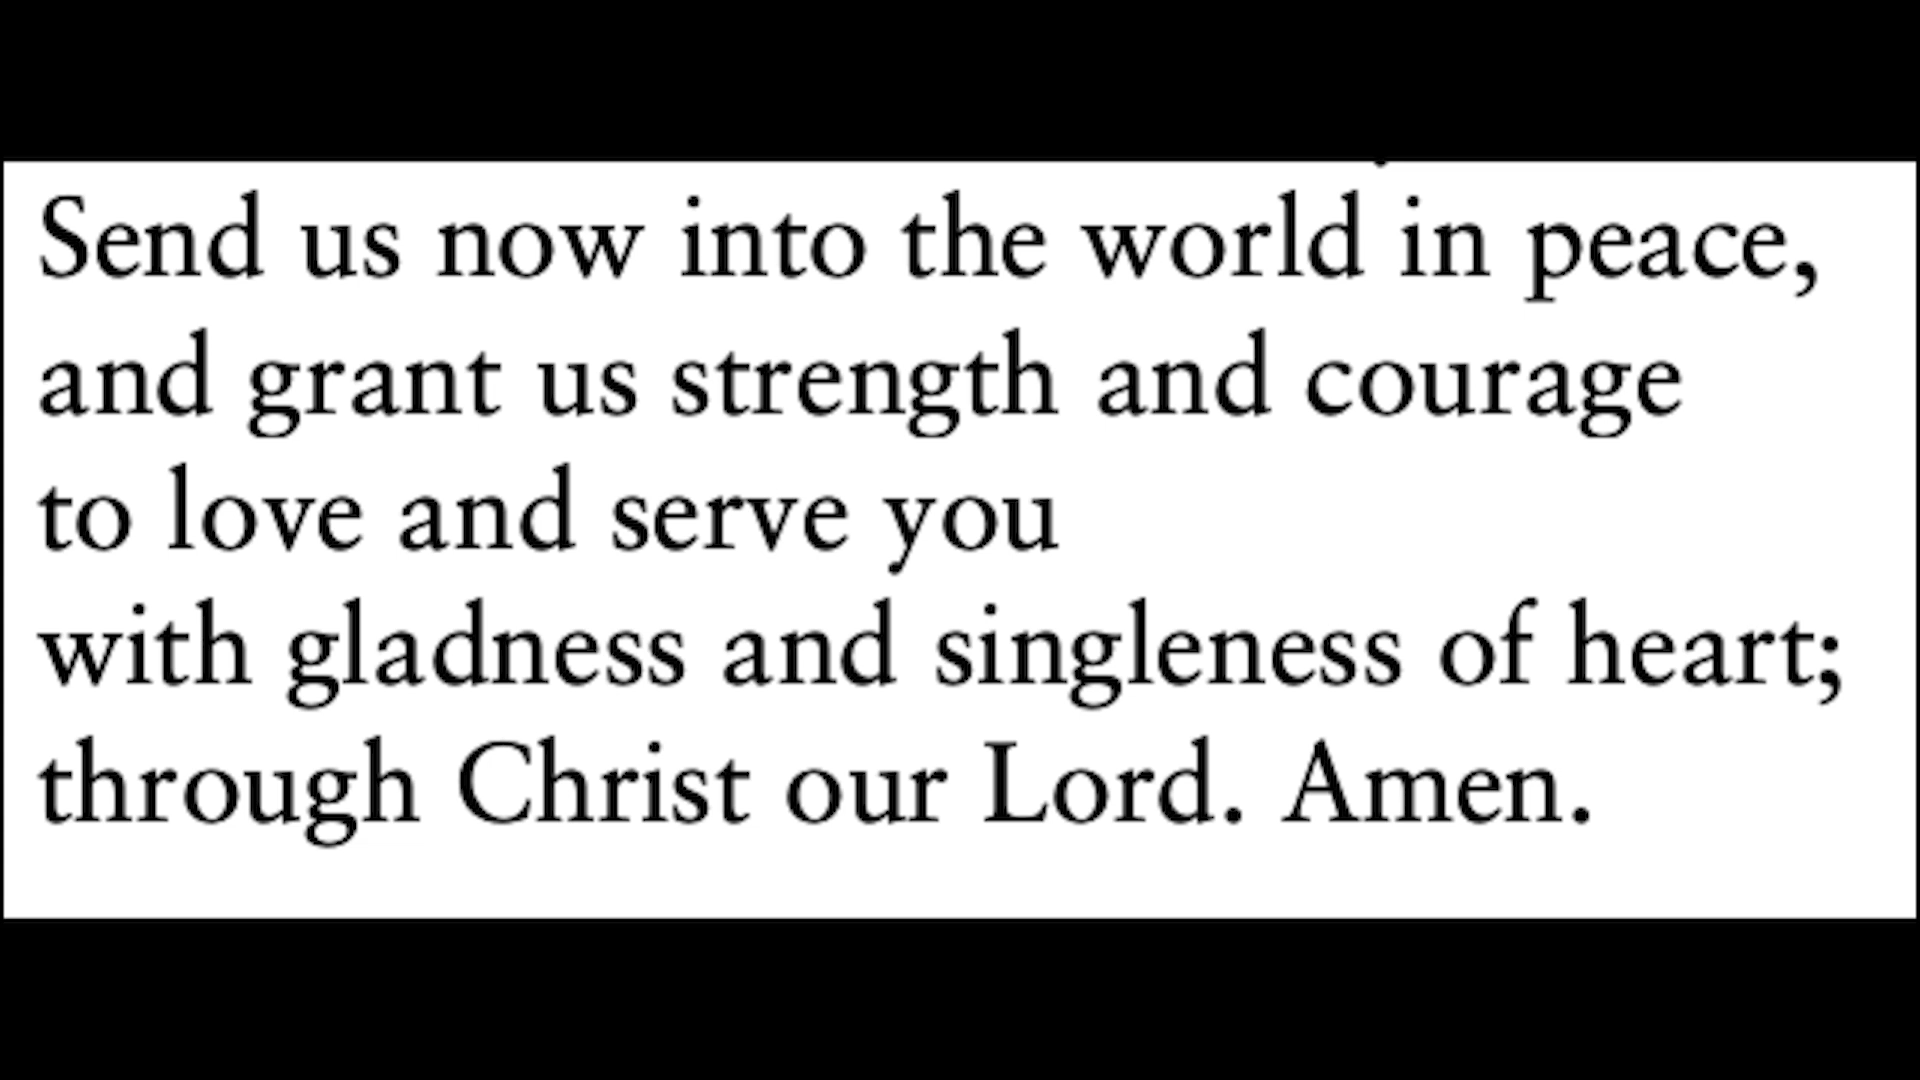 Send us now into the world in peace,
and grant us strength and courage
to love and serve you
with gladness and singleness of heart;
through Christ our Lord. Amen.